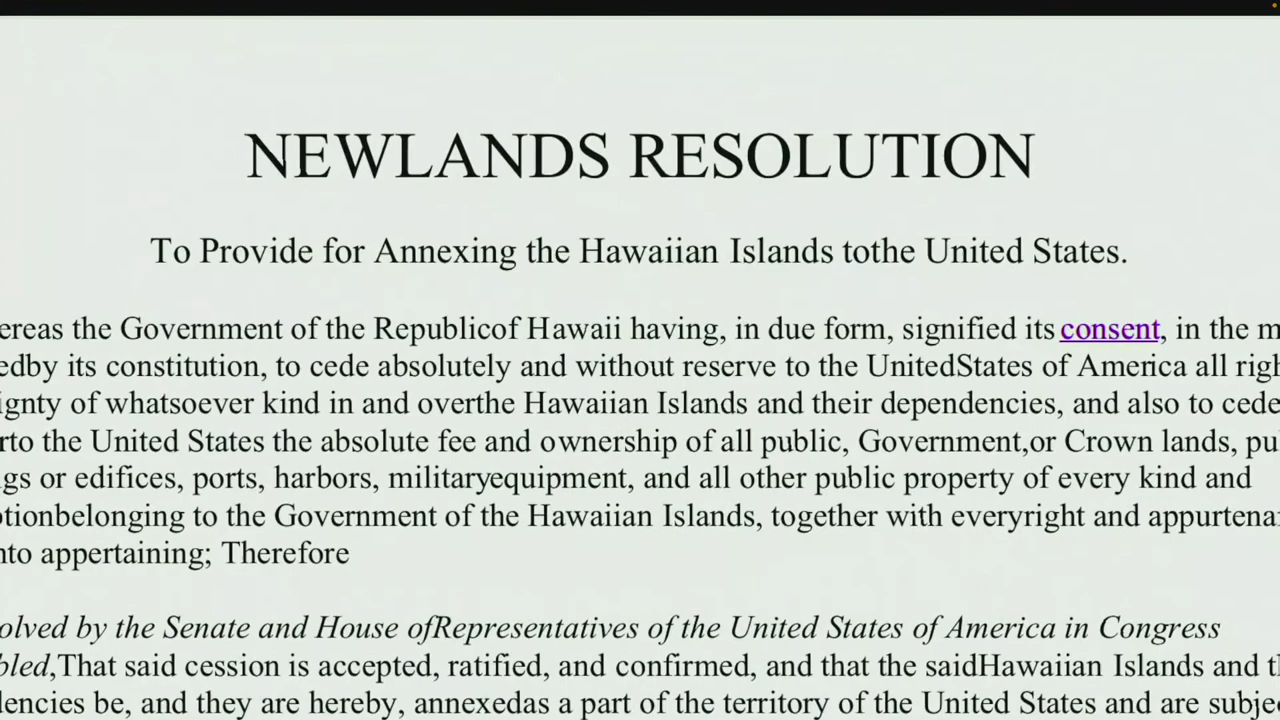 NEWLANDS RESOLUTION
To Provide for Annexing the Hawaiian Islands tothe United States.
ereas the Government of the Republicof Hawaii having, in due form, signified its consent, in the m
edby its constitution, to cede absolutely and without reserve to the UnitedStates of America all righ
ignty of whatsoever kind in and overthe Hawaiian Islands and their dependencies, and also to cede
rto the United States the absolute fee and ownership of all public, Government,or Crown lands, pu
gs or edifices, ports, harbors, militaryequipment, and all other public property of every kind and
otionbelonging to the Government of the Hawaiian Islands, together with everyright and appurtena
nto appertaining; Therefore
olved by the Senate and House ofRepresentatives of the United States of America in Congress
bled,That said cession is accepted, ratified, and confirmed, and that the saidHawaiian Islands and th
dencies be, and they are hereby, annexedas a part of the territory of the United States and are subje